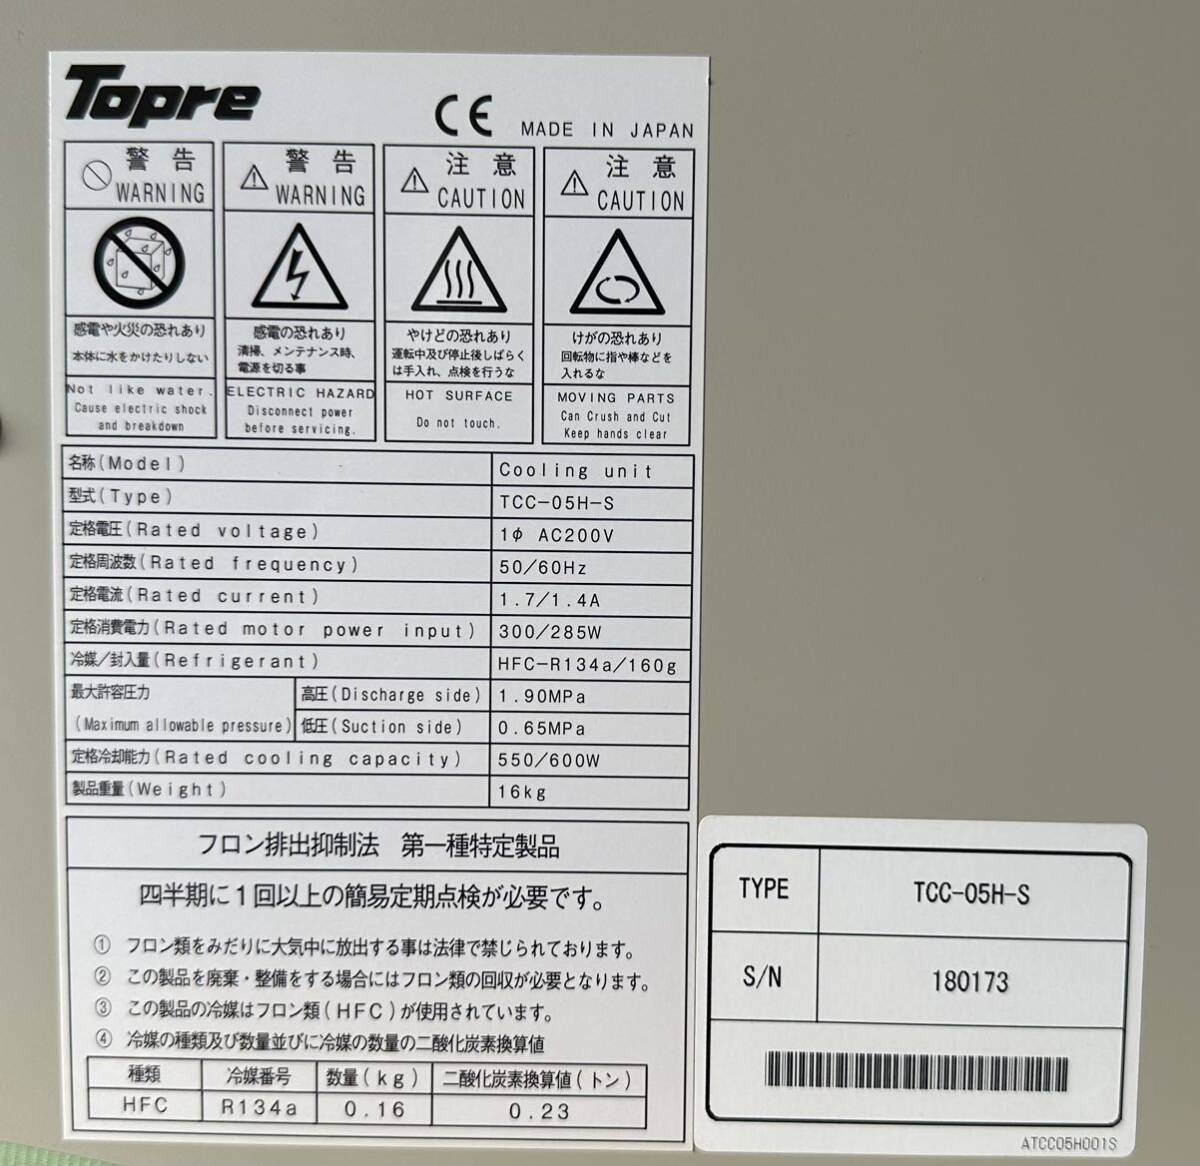 Topre
CE MADE IN JAPAN
警告
WARNING
感電や火災の恐れあり
本体に水をかけたりしない
Not like water.
Cause electric shock
and breakdown
警告
WARNING
感電の恐れあり
清掃、メンテナンス時、
電源を切る事
ELECTRIC HAZARD
Disconnect power
before servicing.
注意
CAUTION
やけどの恐れあり
運転中及び停止後しばらく
は手入れ、点検を行うな
HOT SURFACE
Do not touch.
注意
CAUTION
けがの恐れあり
回転物に指や棒などを
入れるな
MOVING PARTS
Can Crush and Cut
Keep hands clear
名称(Model) Cooling unit
型式(Type) TCC-05H-S
定格電圧(Rated voltage) 1φ AC200V
定格周波数(Rated frequency) 50/60Hz
定格電流(Rated current) 1.7/1.4A
定格消費電力(Rated motor power input) 300/285W
冷媒/封入量(Refrigerant) HFC-R134a/160g
最大許容圧力 高圧(Discharge side) 1.90MPa
(Maximum allowable pressure) 低圧(Suction side) 0.65MPa
定格冷却能力(Rated cooling capacity) 550/600W
製品重量(Weight) 16kg
フロン排出抑制法 第一種特定製品
四半期に1回以上の簡易定期点検が必要です。
① フロン類をみだりに大気中に放出する事は法律で禁じられております。
② この製品を廃棄・整備をする場合にはフロン類の回収が必要となります。
③ この製品の冷媒はフロン類(HFC)が使用されています。
④ 冷媒の種類及び数量並びに冷媒の数量の二酸化炭素換算値
種類 冷媒番号 数量(kg) 二酸化炭素換算値(トン)
HFC R134a 0.16 0.23
TYPE TCC-05H-S
S/N 180173
ATCC05H001S